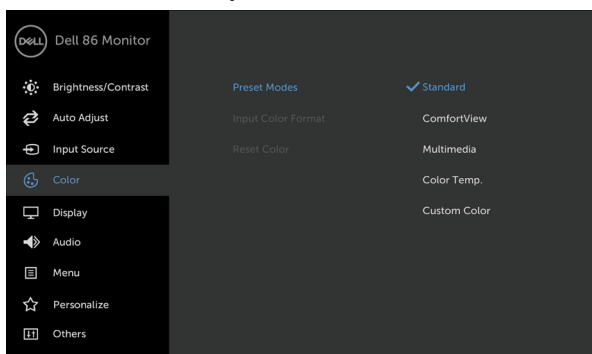 DELL Dell 86 Monitor
Brightness/Contrast
Preset Modes
Standard
Auto Adjust
Input Color Format
ComfortView
Input Source
Reset Color
Multimedia
Color
Color Temp.
Display
Custom Color
Audio
Menu
Personalize
Others